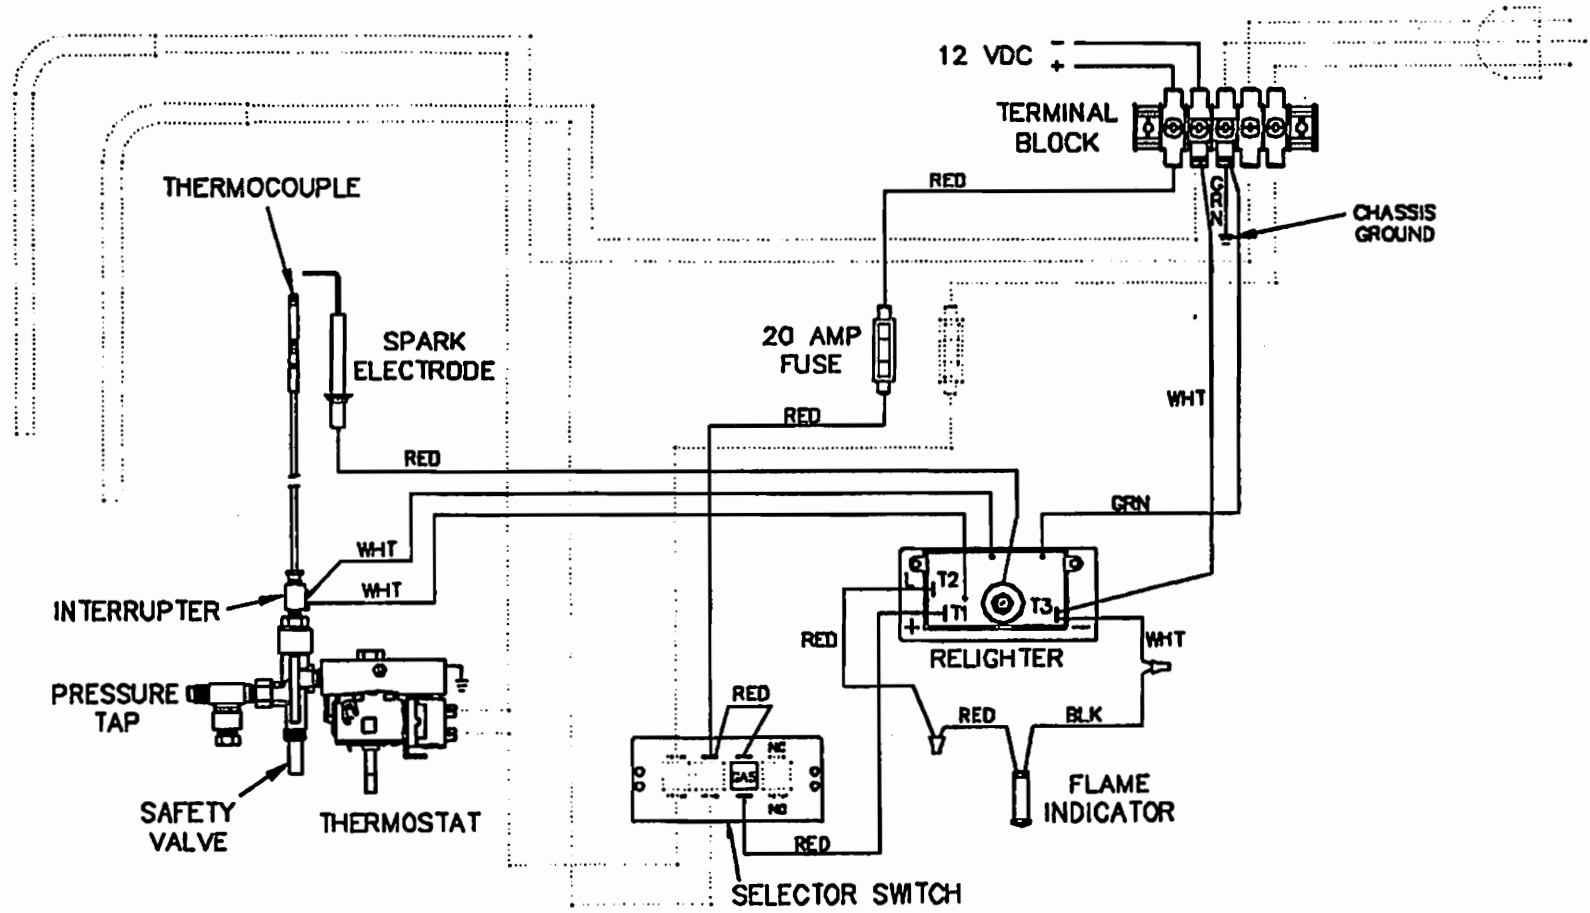 12 VDC
-
+
TERMINAL
BLOCK
THERMOCOUPLE
RED
GRN
CHASSIS
GROUND
SPARK
ELECTRODE
20 AMP
FUSE
RED
WHT
RED
GRN
WHT
WHT
INTERRUPTER
L
T2
T1
T3
+
-
RED
WHT
RELIGHTER
PRESSURE
TAP
RED
RED
BLK
NC
GAS
NC
FLAME
INDICATOR
SAFETY
VALVE
THERMOSTAT
RED
SELECTOR SWITCH